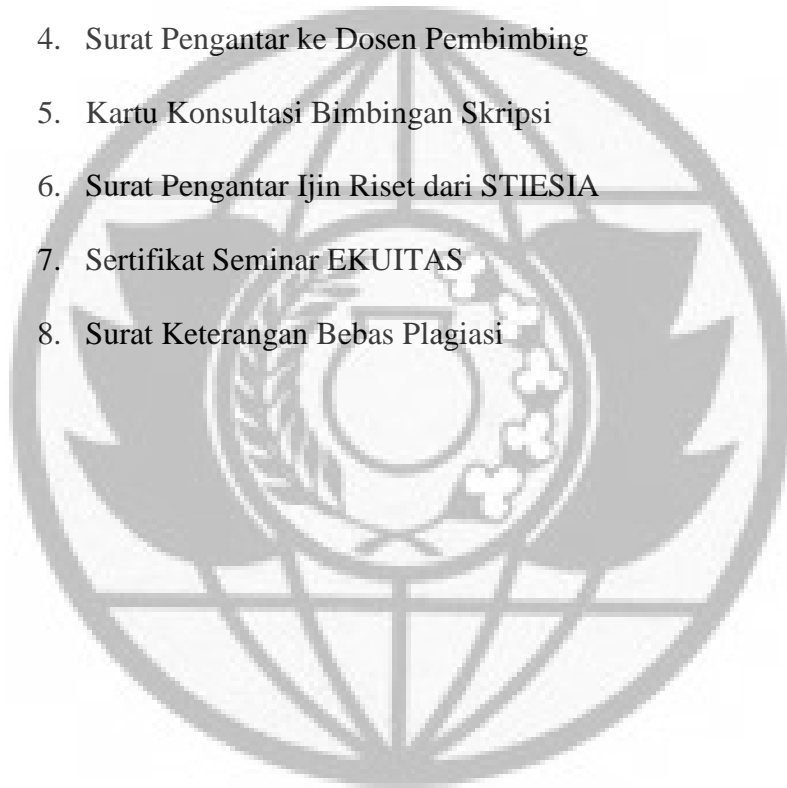 4. Surat Pengantar ke Dosen Pembimbing
5. Kartu Konsultasi Bimbingan Skripsi
6. Surat Pengantar Ijin Riset dari STIESIA
7. Sertifikat Seminar EKUITAS
8. Surat Keterangan Bebas Plagiasi